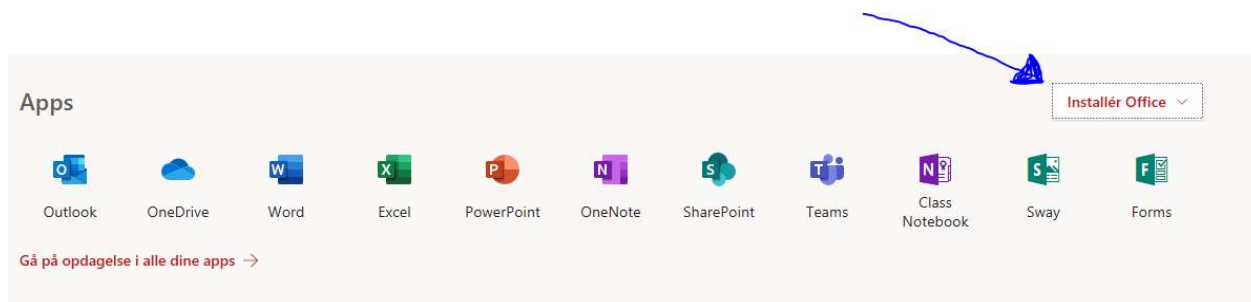 Apps
Installér Office
Outlook OneDrive Word Excel PowerPoint OneNote SharePoint Teams Class Notebook Sway Forms
Gå på opdagelse i alle dine apps →